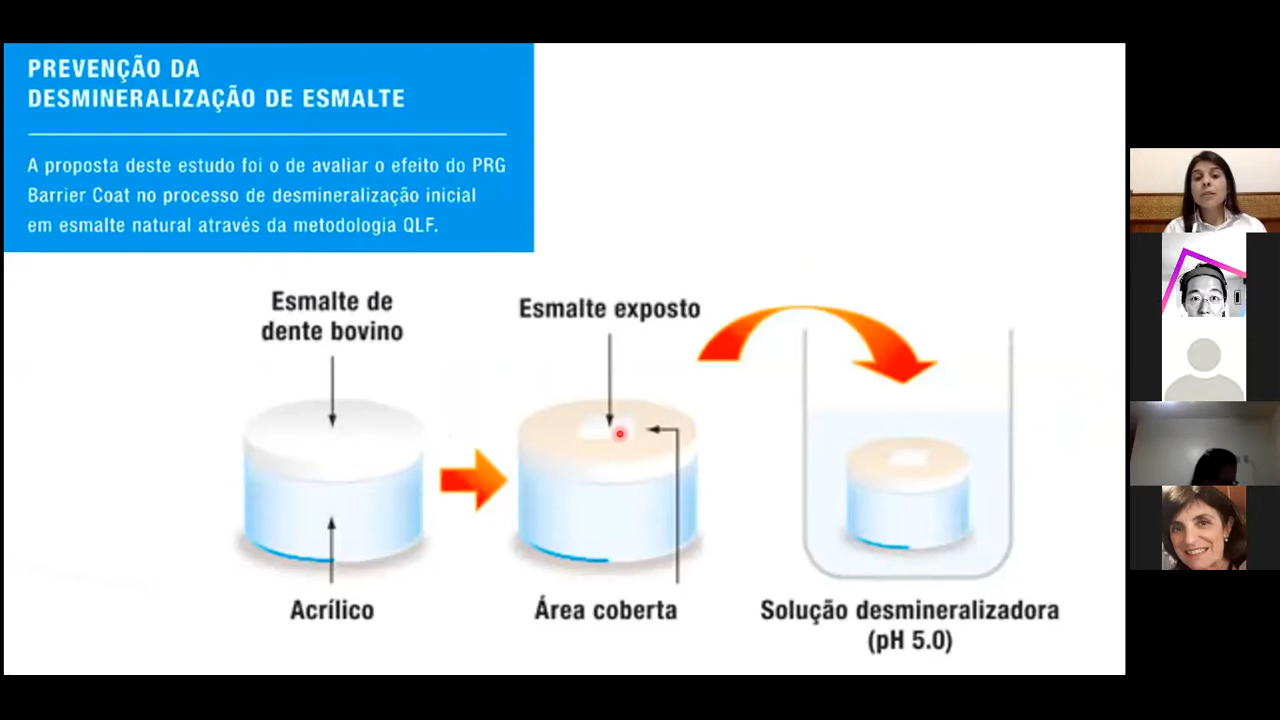 PREVENÇÃO DA
DESMINERALIZAÇÃO DE ESMALTE
A proposta deste estudo foi o de avaliar o efeito do PRG
Barrier Coat no processo de desmineralização inicial
em esmalte natural através da metodologia QLF.
Esmalte de
dente bovino
Esmalte exposto
Acrílico
Área coberta
Solução desmineralizadora
(pH 5.0)